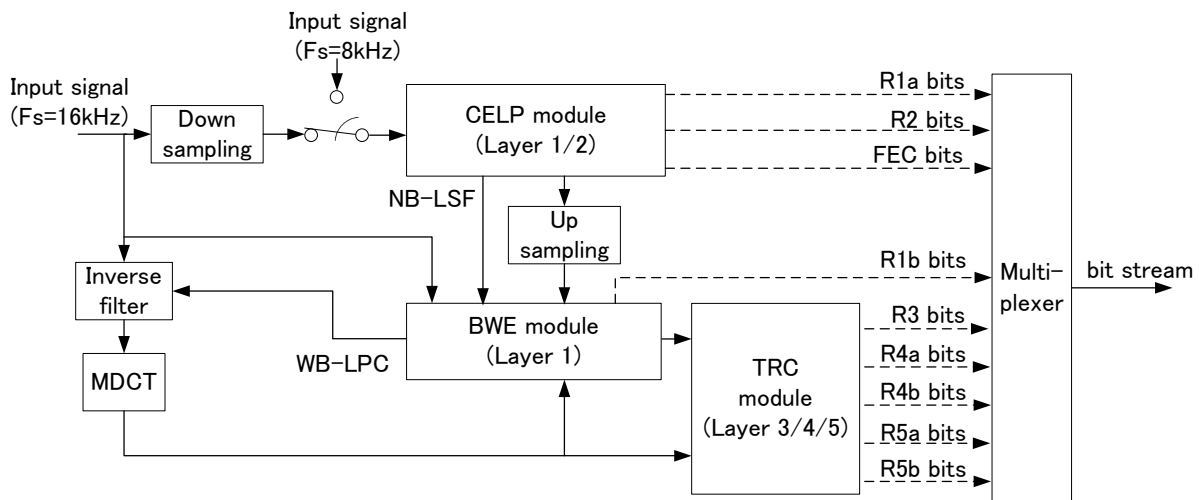 Input signal
(Fs=8kHz)
Input signal
(Fs=16kHz)
Down
sampling
CELP module
(Layer 1/2)
R1a bits
R2 bits
FEC bits
NB-LSF
Up
sampling
Inverse
filter
R1b bits
Multi-
plexer
bit stream
BWE module
(Layer 1)
WB-LPC
MDCT
TRC
module
(Layer 3/4/5)
R3 bits
R4a bits
R4b bits
R5a bits
R5b bits